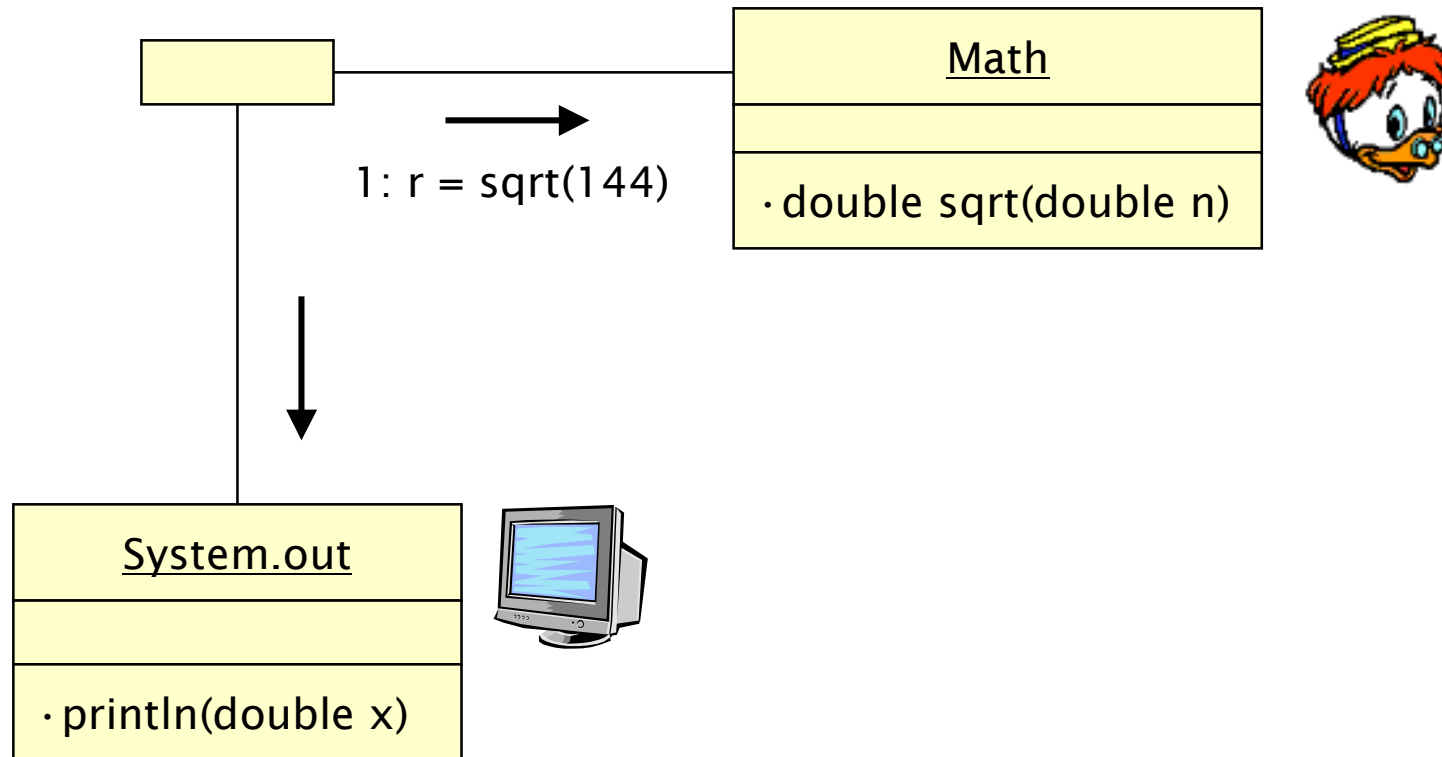 Math
1: r = sqrt(144)
· double sqrt(double n)
System.out
· println(double x)